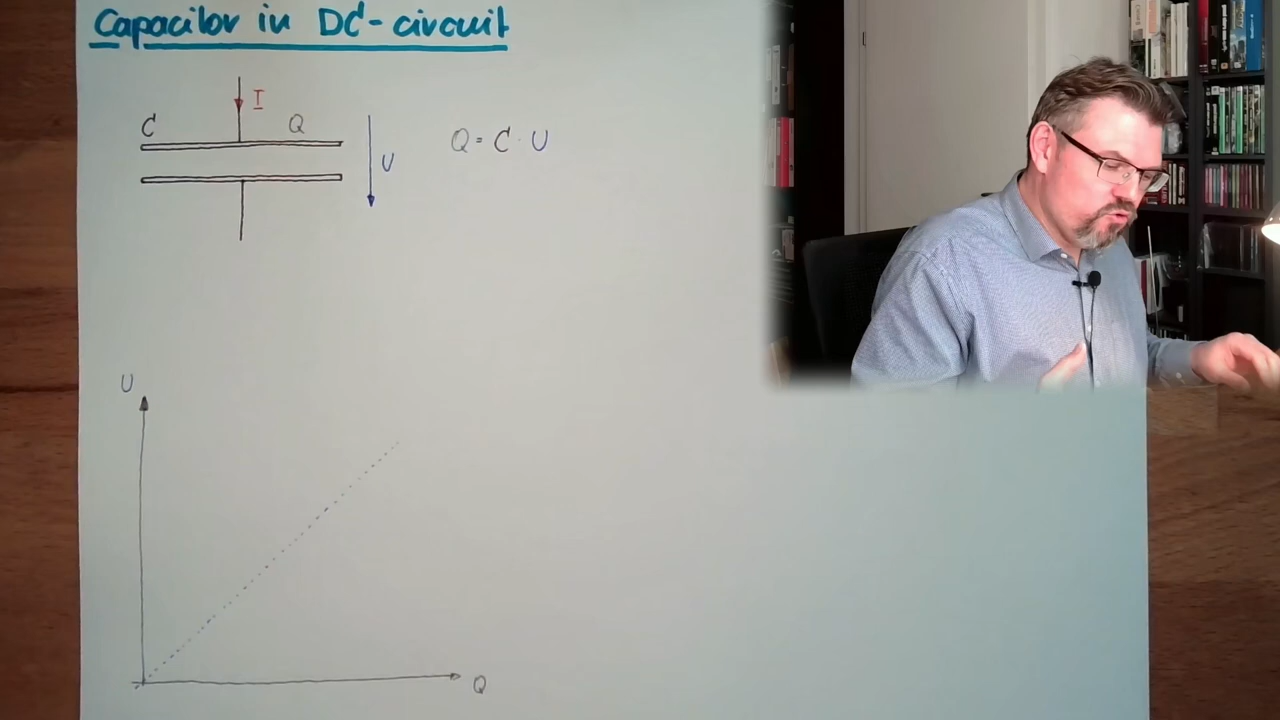 Capacitor in DC-circuit
I
C
Q
U
Q = C · U
U
Q